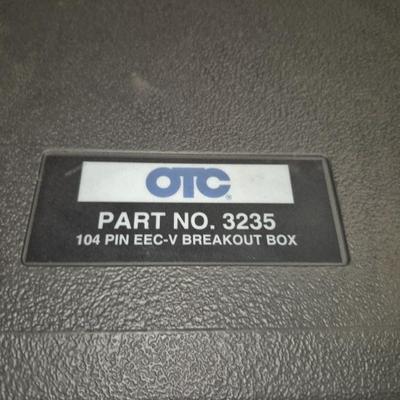 OTC®
PART NO. 3235
104 PIN EEC-V BREAKOUT BOX